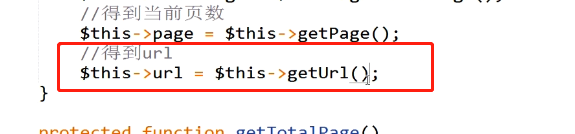 //得到当前页数
$this->page = $this->getPage();
//得到url
$this->url = $this->getUrl();
}
protected function getTotalPage()